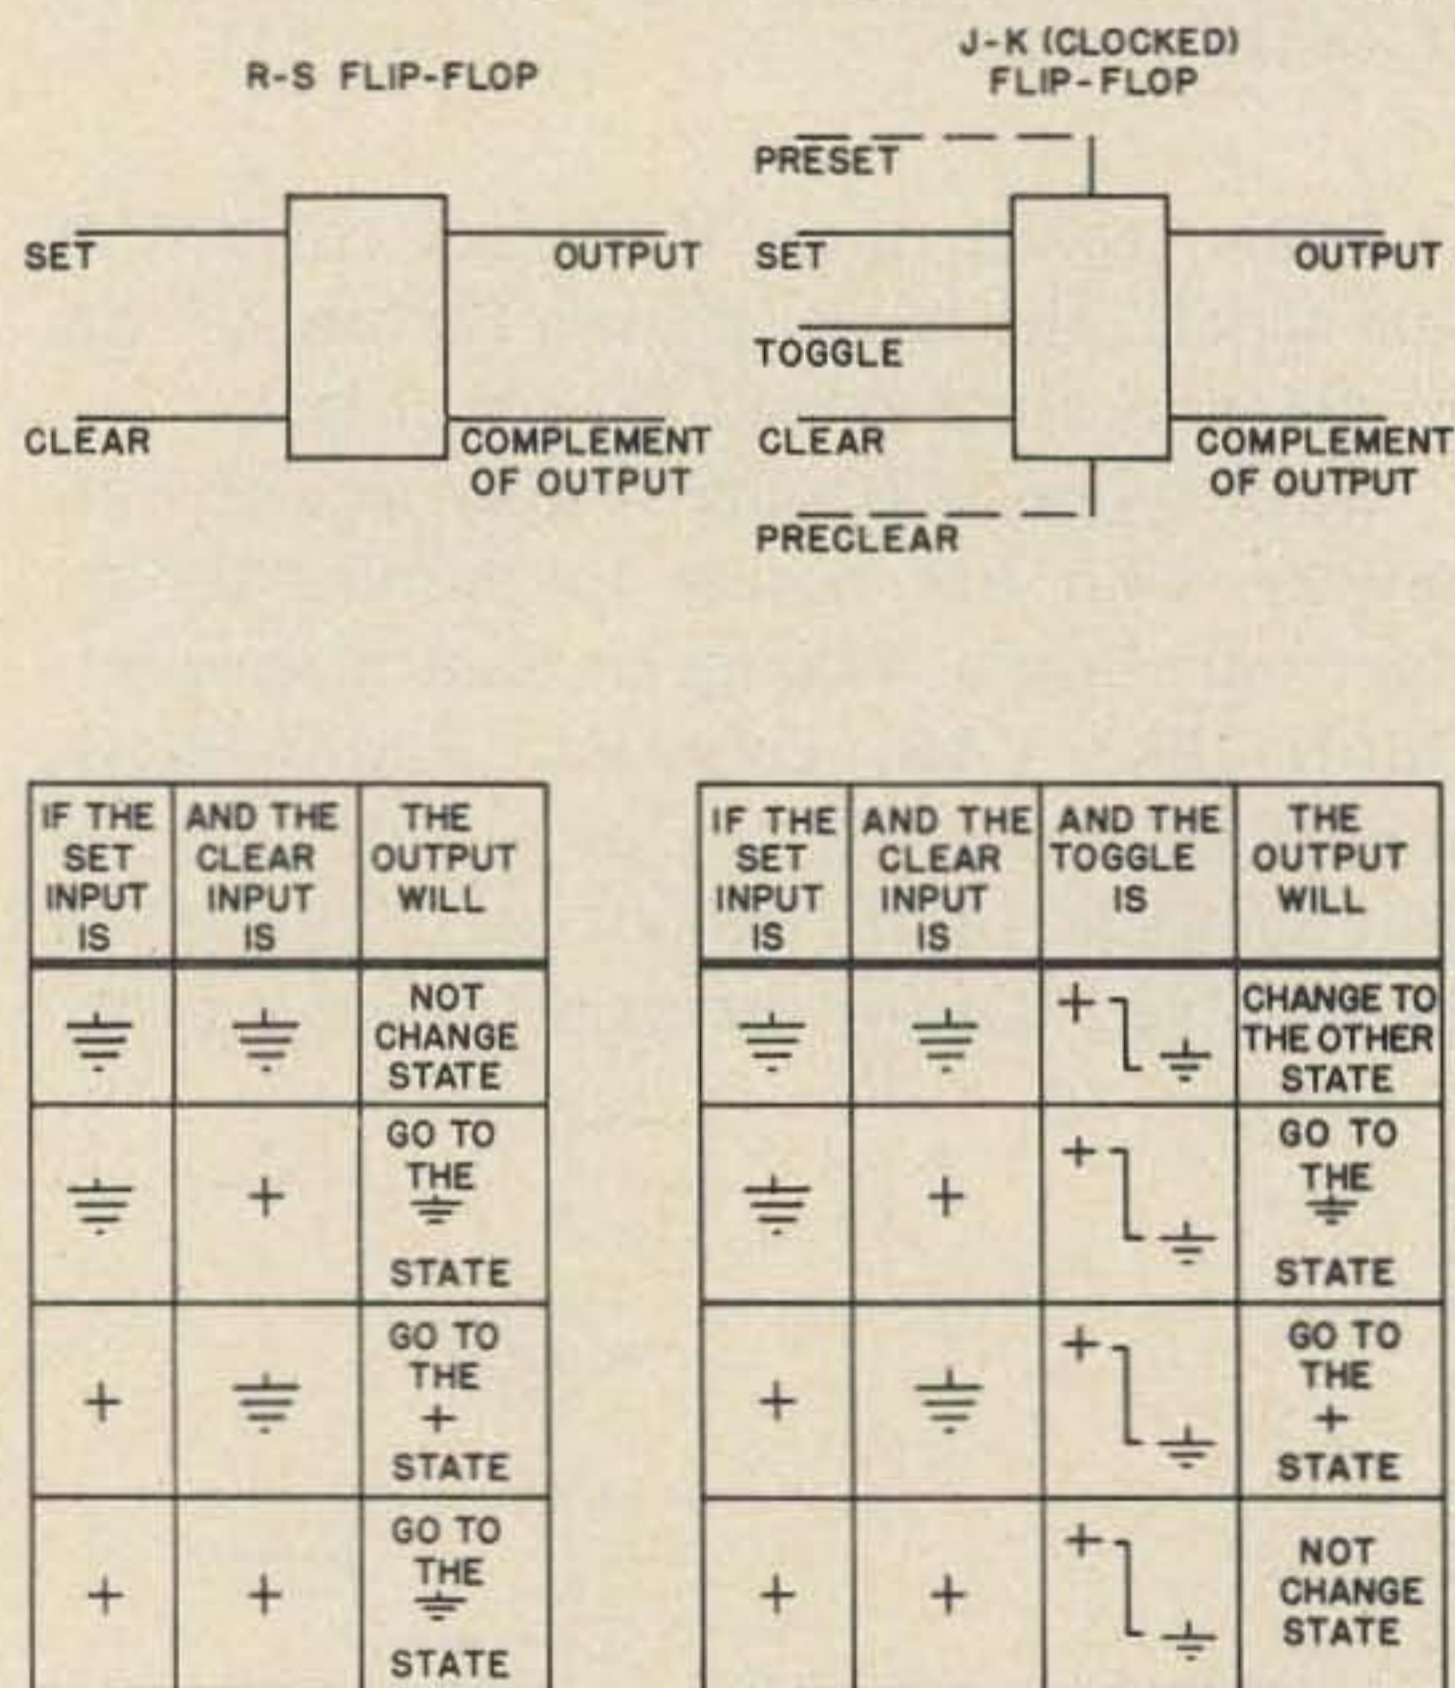 R-S FLIP-FLOP
SET
OUTPUT
CLEAR
COMPLEMENT
OF OUTPUT
J-K (CLOCKED)
FLIP-FLOP
PRESET
SET
OUTPUT
TOGGLE
CLEAR
COMPLEMENT
OF OUTPUT
PRECLEAR
IF THE
SET
INPUT
IS
AND THE
CLEAR
INPUT
IS
THE
OUTPUT
WILL
NOT
CHANGE
STATE
+
GO TO
THE
STATE
+
GO TO
THE
+
STATE
+
+
GO TO
THE
STATE
IF THE
SET
INPUT
IS
AND THE
CLEAR
INPUT
IS
AND THE
TOGGLE
IS
THE
OUTPUT
WILL
+
CHANGE TO
THE OTHER
STATE
+
+
GO TO
THE
STATE
+
+
GO TO
THE
+
STATE
+
+
+
NOT
CHANGE
STATE